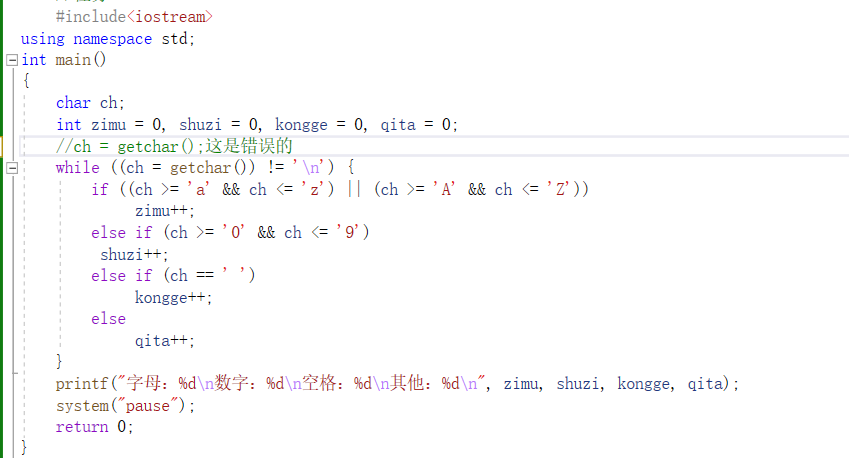 #include<iostream>
using namespace std;
int main()
{
char ch;
int zimu = 0, shuzi = 0, kongge = 0, qita = 0;
//ch = getchar();这是错误的
while ((ch = getchar()) != '\n') {
if ((ch >= 'a' && ch <= 'z') || (ch >= 'A' && ch <= 'Z'))
zimu++;
else if (ch >= '0' && ch <= '9')
shuzi++;
else if (ch == ' ')
kongge++;
else
qita++;
}
printf("字母：%d\n数字：%d\n空格：%d\n其他：%d\n", zimu, shuzi, kongge, qita);
system("pause");
return 0;
}